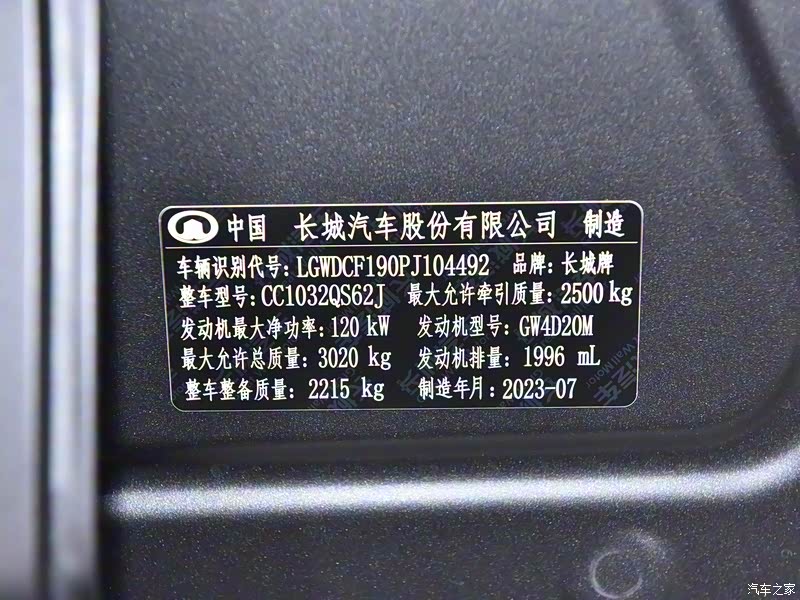 中国 长城汽车股份有限公司 制造
车辆识别代号：LGWDCF190PJ104492 品牌：长城牌
整车型号：CC1032QS62J 最大允许牵引质量：2500kg
发动机最大净功率：120 kW 发动机型号：GW4D20M
最大允许总质量：3020 kg 发动机排量：1996 mL
整车整备质量：2215 kg 制造年月：2023-07
汽车之家